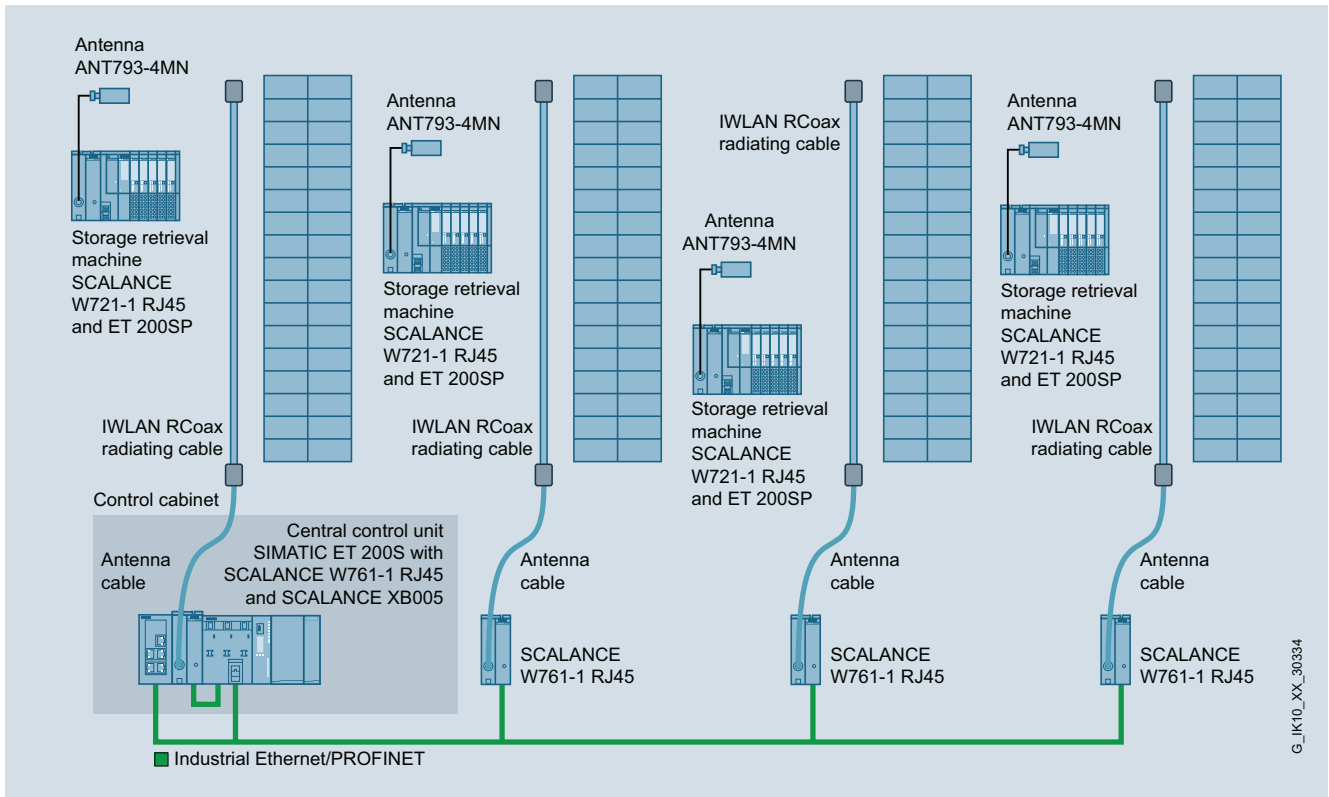 Antenna
ANT793-4MN
Storage retrieval
machine
SCALANCE
W721-1 RJ45
and ET 200SP
IWLAN RCoax
radiating cable
Antenna
ANT793-4MN
Storage retrieval
machine
SCALANCE
W721-1 RJ45
and ET 200SP
IWLAN RCoax
radiating cable
IWLAN RCoax
radiating cable
Antenna
ANT793-4MN
Storage retrieval
machine
SCALANCE
W721-1 RJ45
and ET 200SP
Antenna
ANT793-4MN
Storage retrieval
machine
SCALANCE
W721-1 RJ45
and ET 200SP
IWLAN RCoax
radiating cable
Control cabinet
Antenna
cable
Central control unit
SIMATIC ET 200S with
SCALANCE W761-1 RJ45
and SCALANCE XB005
Antenna
cable
SCALANCE
W761-1 RJ45
Antenna
cable
SCALANCE
W761-1 RJ45
Antenna
cable
SCALANCE
W761-1 RJ45
Industrial Ethernet/PROFINET
G_IK10_XX_30334